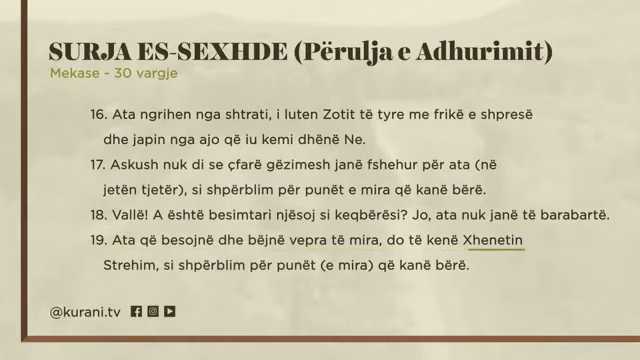 SURJA ES-SEXHDE (Përulja e Adhurimit)
Mekase - 30 vargje
16. Ata ngrihen nga shtrati, i luten Zotit të tyre me frikë e shpresë
dhe japin nga ajo që iu kemi dhënë Ne.
17. Askush nuk di se çfarë gëzimesh janë fshehur për ata (në
jetën tjetër), si shpërblim për punët e mira që kanë bërë.
18. Vallë! A është besimtari njësoj si keqbërësi? Jo, ata nuk janë të barabartë.
19. Ata që besojnë dhe bëjnë vepra të mira, do të kenë Xhenetin
Strehim, si shpërblim për punët (e mira) që kanë bërë.
@kurani.tv